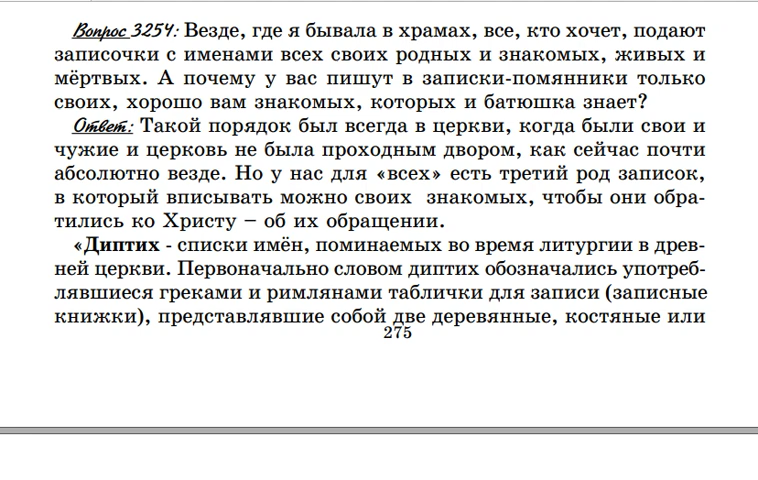 Вопрос 3254: Везде, где я бывала в храмах, все, кто хочет, подают
записочки с именами всех своих родных и знакомых, живых и
мёртвых. А почему у вас пишут в записки-помянники только
своих, хорошо вам знакомых, которых и батюшка знает?
Ответ: Такой порядок был всегда в церкви, когда были свои и
чужие и церковь не была проходным двором, как сейчас почти
абсолютно везде. Но у нас для «всех» есть третий род записок,
в который вписывать можно своих знакомых, чтобы они обра-
тились ко Христу – об их обращении.
«Диптих - списки имён, поминаемых во время литургии в древ-
ней церкви. Первоначально словом диптих обозначались употреб-
лявшиеся греками и римлянами таблички для записи (записные
книжки), представлявшие собой две деревянные, костяные или
275